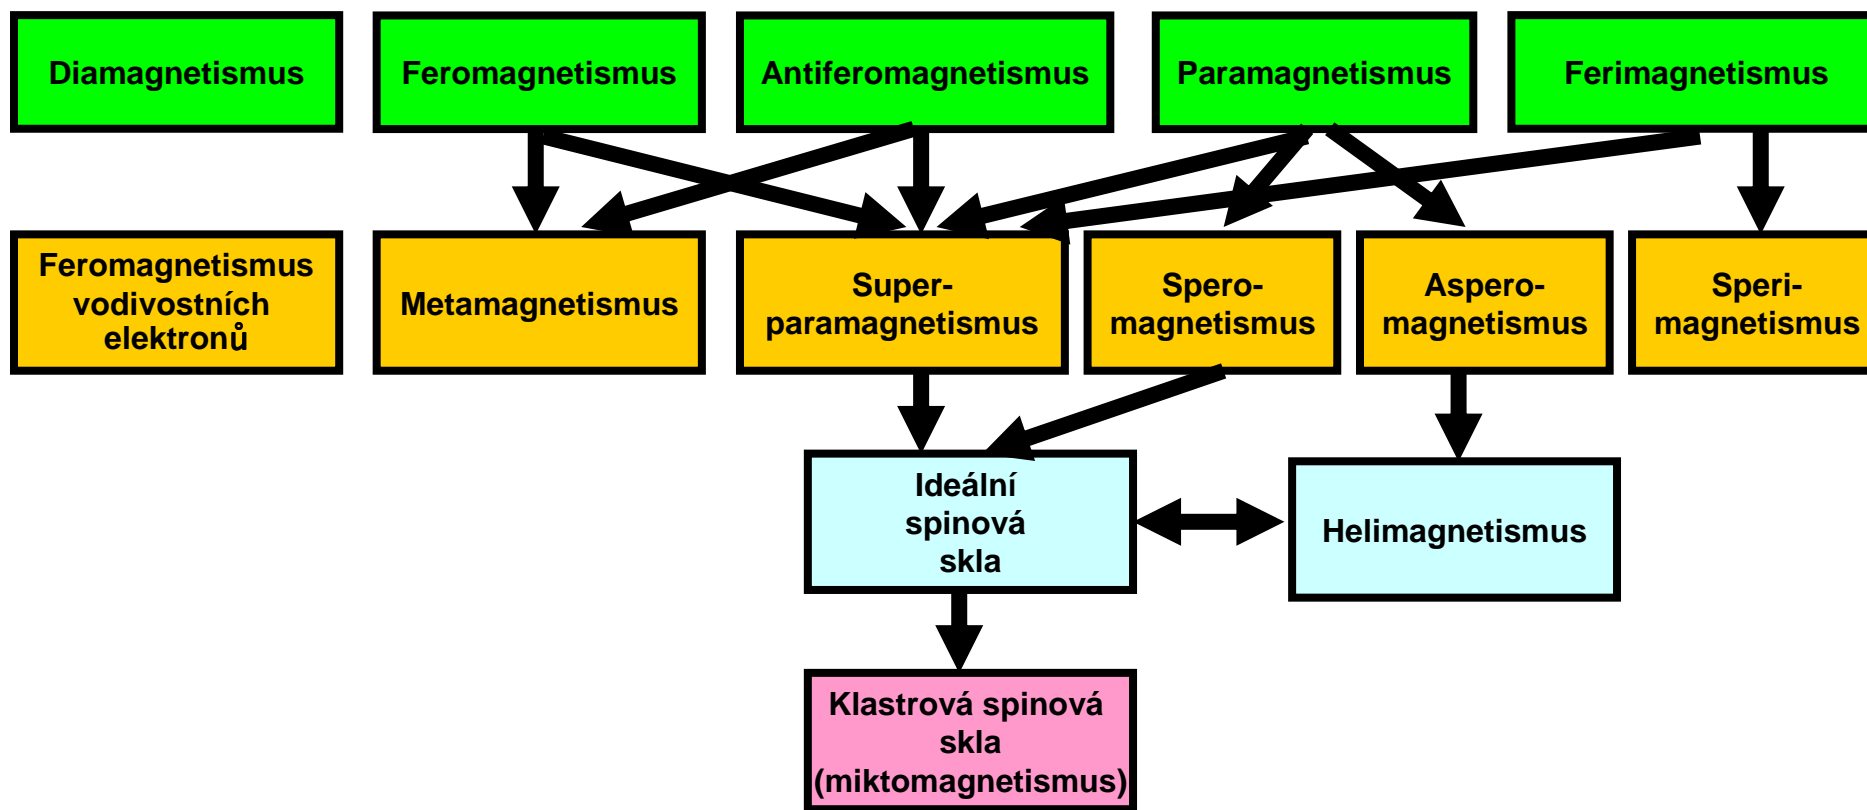 Diamagnetismus
Feromagnetismus
Antiferomagnetismus
Paramagnetismus
Ferimagnetismus
Feromagnetismus
vodivostních
elektronů
Metamagnetismus
Super-
paramagnetismus
Spero-
magnetismus
Aspero-
magnetismus
Speri-
magnetismus
Ideální
spinová
skla
Helimagnetismus
Klastrová spinová
skla
(miktomagnetismus)